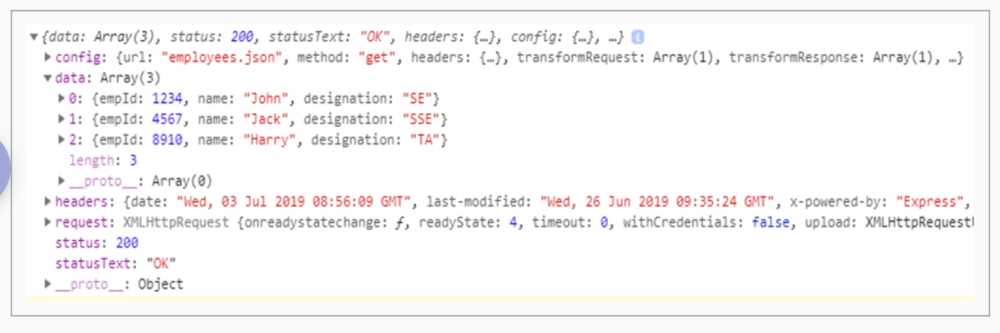 ▼{data: Array(3), status: 200, statusText: "OK", headers: {…}, config: {…}, …} i
▶config: {url: "employees.json", method: "get", headers: {…}, transformRequest: Array(1), transformResponse: Array(1), …}
▼data: Array(3)
▶0: {empId: 1234, name: "John", designation: "SE"}
▶1: {empId: 4567, name: "Jack", designation: "SSE"}
▶2: {empId: 8910, name: "Harry", designation: "TA"}
length: 3
▶__proto__: Array(0)
▶headers: {date: "Wed, 03 Jul 2019 08:56:09 GMT", last-modified: "Wed, 26 Jun 2019 09:35:24 GMT", x-powered-by: "Express",
▶request: XMLHttpRequest {onreadystatechange: ƒ, readyState: 4, timeout: 0, withCredentials: false, upload: XMLHttpRequest
status: 200
statusText: "OK"
▶__proto__: Object